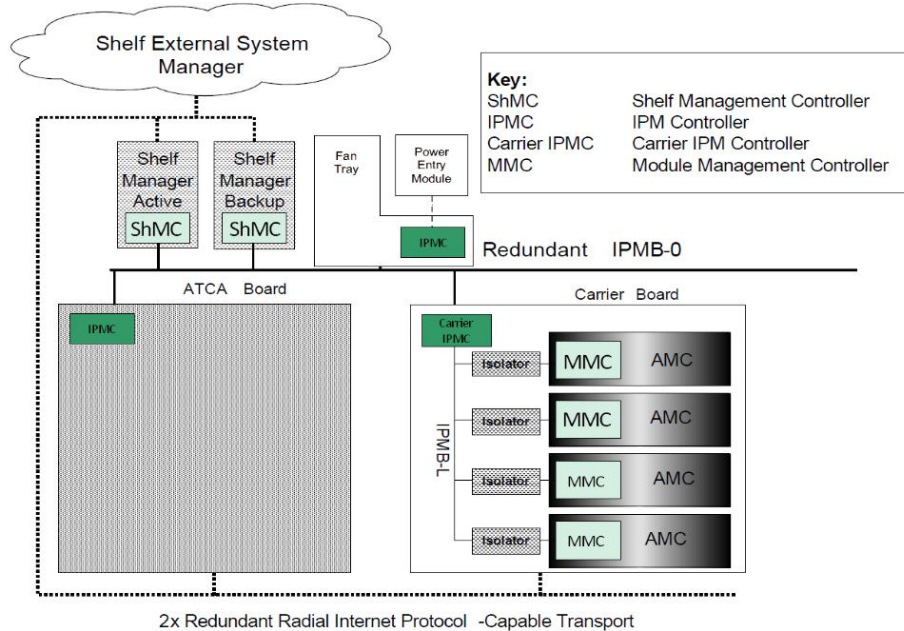 Shelf External System
Manager
Key:
ShMC Shelf Management Controller
IPMC IPM Controller
Carrier IPMC Carrier IPM Controller
MMC Module Management Controller
Shelf
Manager
Active
ShMC
Shelf
Manager
Backup
ShMC
Fan
Tray
Power
Entry
Module
IPMC
Redundant IPMB-0
ATCA Board
IPMC
Carrier Board
Carrier
IPMC
IPMB-L
Isolator
MMC
AMC
Isolator
MMC
AMC
Isolator
MMC
AMC
Isolator
MMC
AMC
2x Redundant Radial Internet Protocol -Capable Transport